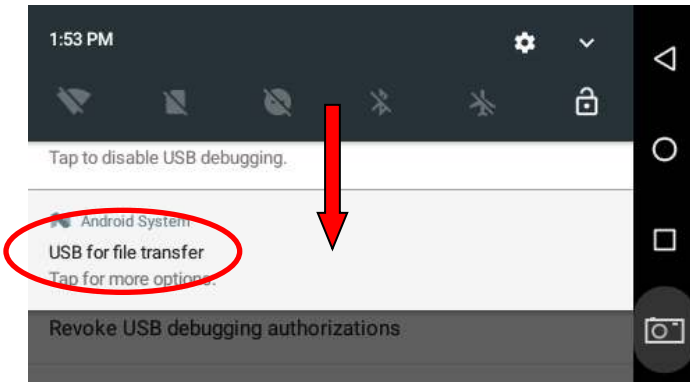 1:53 PM
Tap to disable USB debugging.
Android System
USB for file transfer
Tap for more options.
Revoke USB debugging authorizations